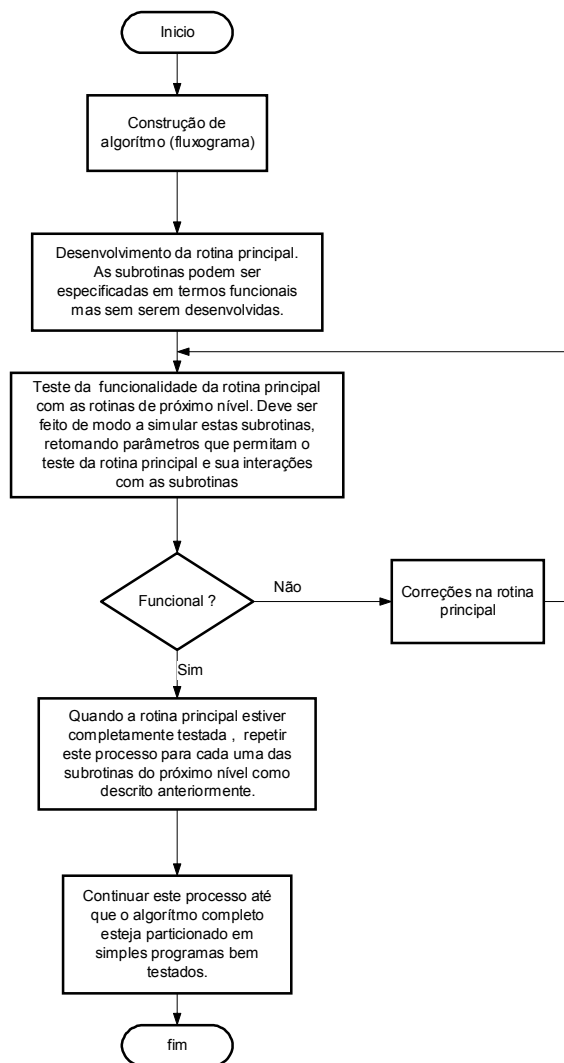 Inicio
Construção de
algorítmo (fluxograma)
Desenvolvimento da rotina principal.
As subrotinas podem ser
especificadas em termos funcionais
mas sem serem desenvolvidas.
Teste da funcionalidade da rotina principal
com as rotinas de próximo nível. Deve ser
feito de modo a simular estas subrotinas,
retornando parâmetros que permitam o
teste da rotina principal e sua interações
com as subrotinas
Funcional ?
Não
Correções na rotina
principal
Sim
Quando a rotina principal estiver
completamente testada , repetir
este processo para cada uma das
subrotinas do próximo nível como
descrito anteriormente.
Continuar este processo até
que o algorítmo completo
esteja particionado em
simples programas bem
testados.
fim